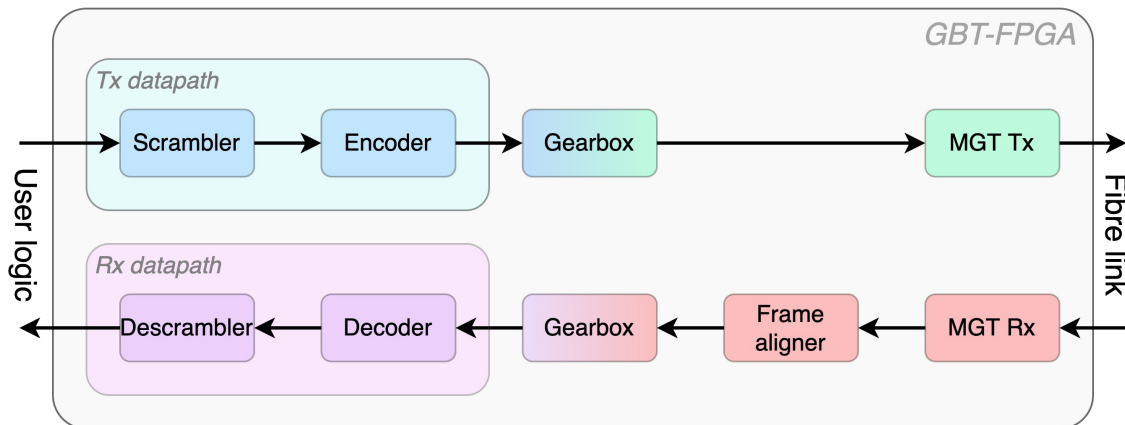 GBT-FPGA
Tx datapath
Scrambler
Encoder
Gearbox
MGT Tx
User logic
Fibre link
Rx datapath
Descrambler
Decoder
Gearbox
Frame
aligner
MGT Rx